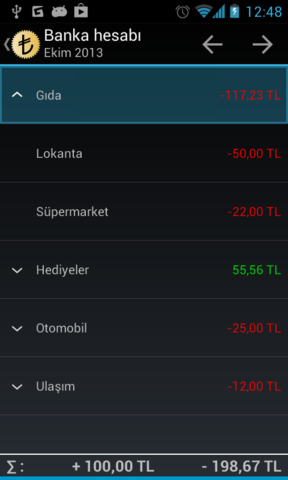 12:48
Banka hesabı
Ekim 2013
Gıda -117,23 TL
Lokanta -50,00 TL
Süpermarket -22,00 TL
Hediyeler 55,56 TL
Otomobil -25,00 TL
Ulaşım -12,00 TL
∑ : + 100,00 TL - 198,67 TL